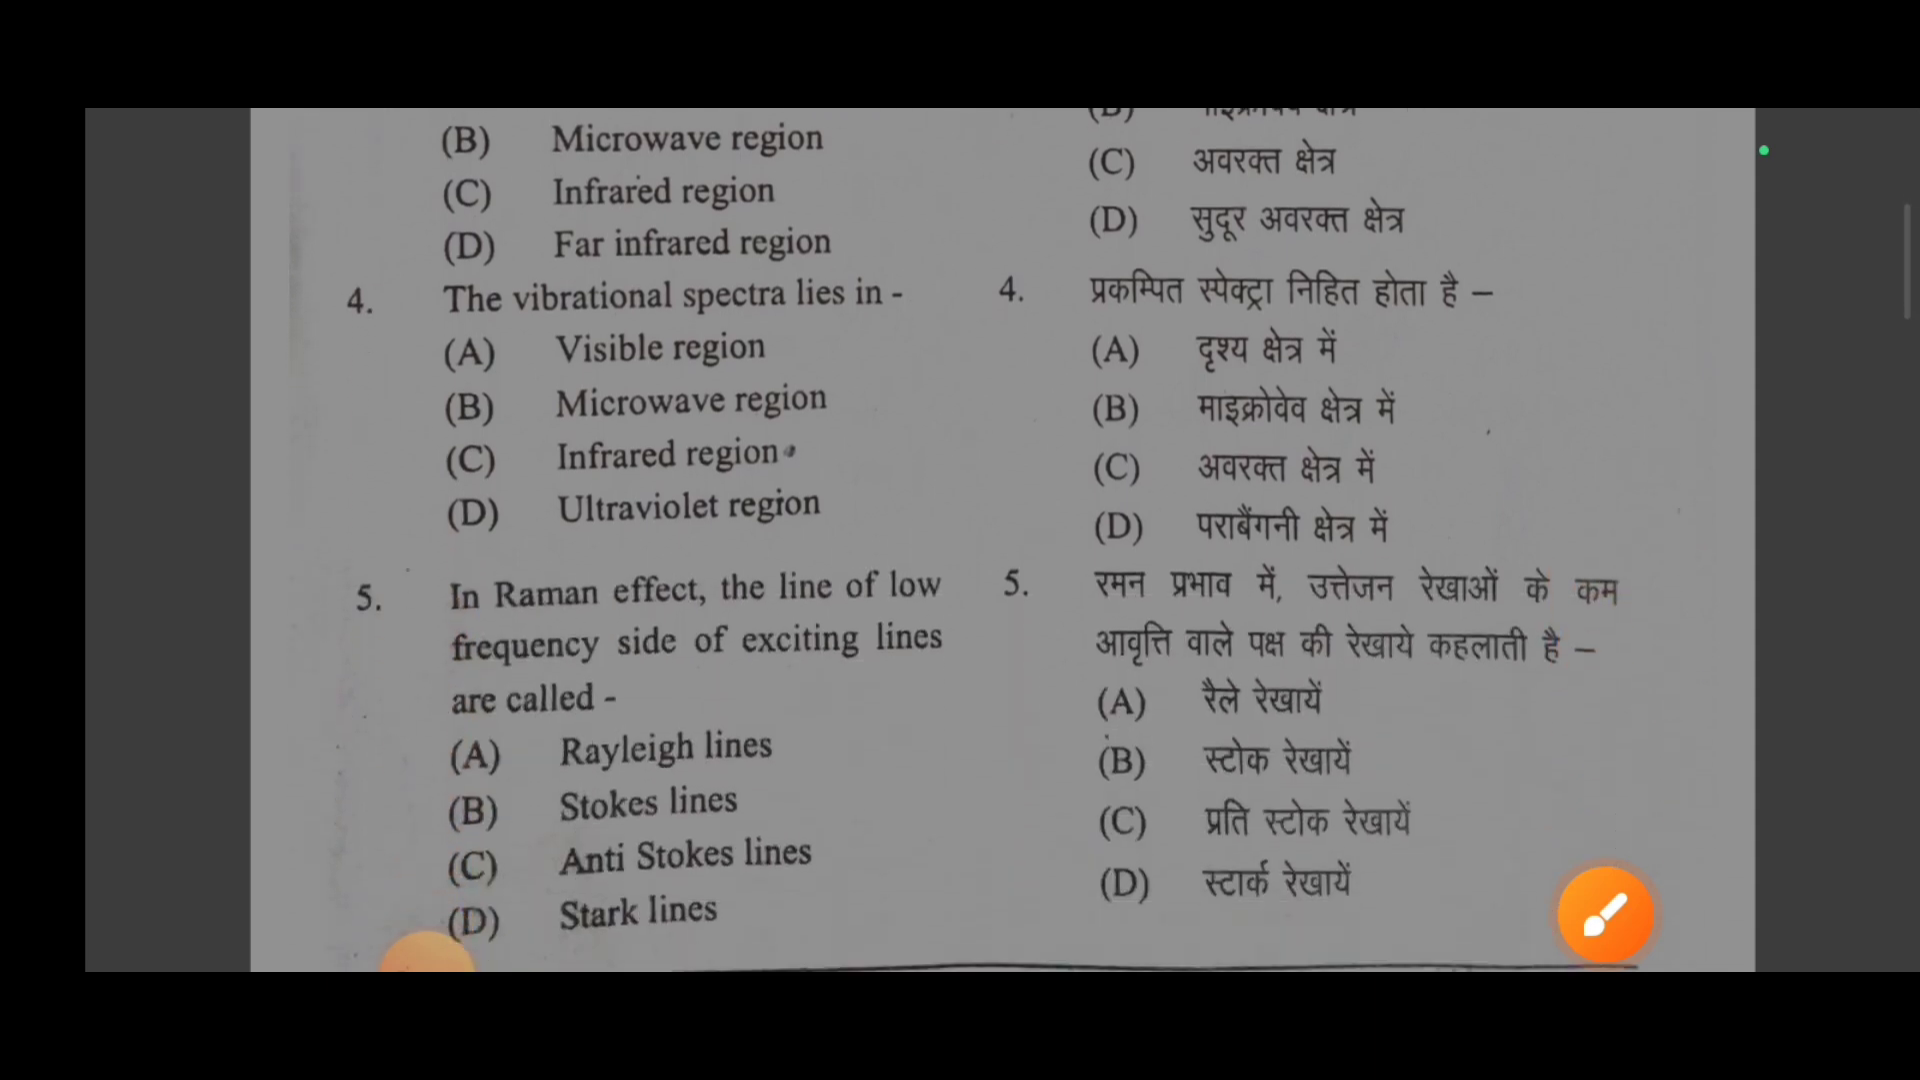 (B) Microwave region
(C) Infrared region
(D) Far infrared region
4. The vibrational spectra lies in -
(A) Visible region
(B) Microwave region
(C) Infrared region
(D) Ultraviolet region
5. In Raman effect, the line of low
frequency side of exciting lines
are called -
(A) Rayleigh lines
(B) Stokes lines
(C) Anti Stokes lines
(D) Stark lines
(C) अवरक्त क्षेत्र
(D) सुदूर अवरक्त क्षेत्र
4. प्रकम्पित स्पेक्ट्रा निहित होता है –
(A) दृश्य क्षेत्र में
(B) माइक्रोवेव क्षेत्र में
(C) अवरक्त क्षेत्र में
(D) पराबैंगनी क्षेत्र में
5. रमन प्रभाव में, उत्तेजन रेखाओं के कम
आवृत्ति वाले पक्ष की रेखाये कहलाती है –
(A) रैले रेखायें
(B) स्टोक रेखायें
(C) प्रति स्टोक रेखायें
(D) स्टार्क रेखायें